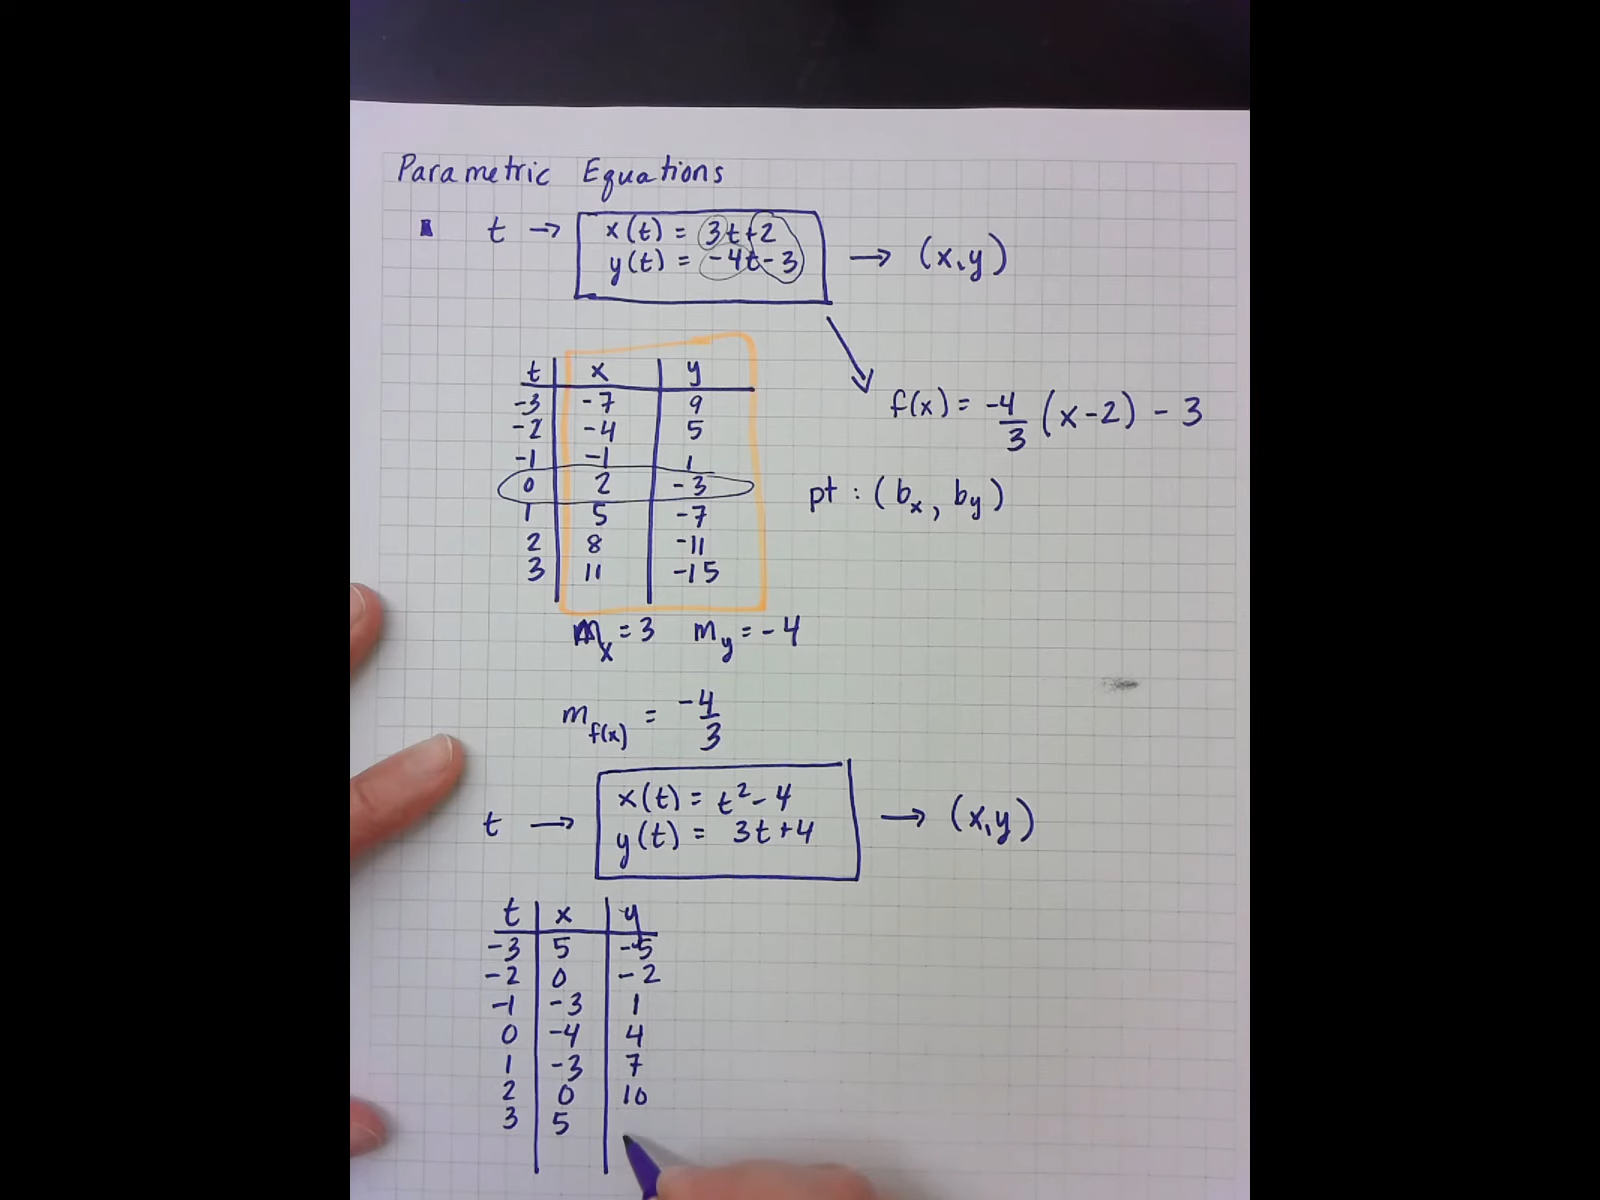 Parametric Equations
t → x(t) = 3t+2
y(t) = -4t-3 → (x,y)
t x y
-3 -7 9
-2 -4 5
-1 -1 1
0 2 -3
1 5 -7
2 8 -11
3 11 -15
f(x) = -4/3 (x-2) - 3
pt : (bx, by)
mx = 3 my = -4
mf(x) = -4/3
t → x(t) = t²-4
y(t) = 3t+4 → (x,y)
t x y
-3 5 -5
-2 0 -2
-1 -3 1
0 -4 4
1 -3 7
2 0 10
3 5